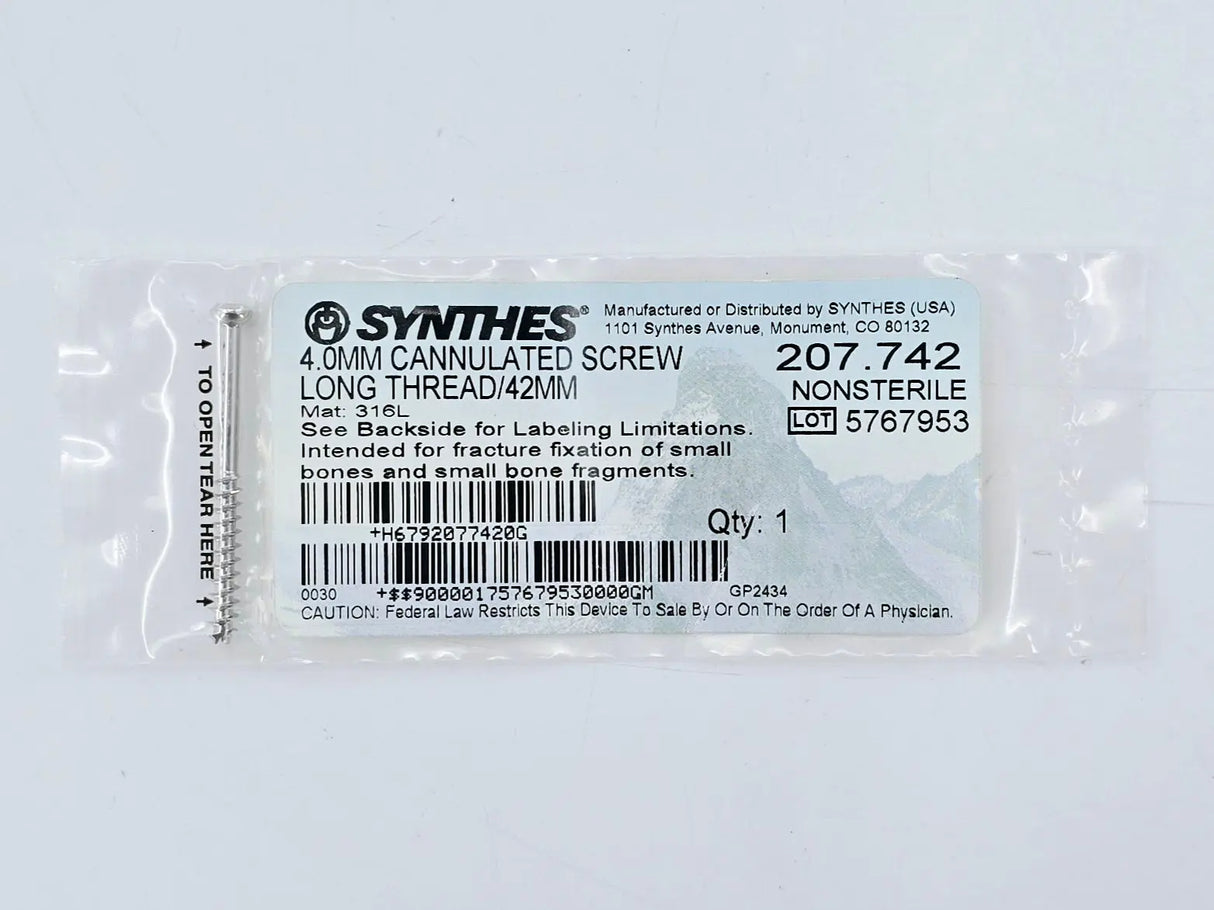 SYNTHES®
Manufactured or Distributed by SYNTHES (USA)
1101 Synthes Avenue, Monument, CO 80132
4.0MM CANNULATED SCREW
207.742
LONG THREAD/42MM
NONSTERILE
Mat: 316L
LOT 5767953
See Backside for Labeling Limitations.
Intended for fracture fixation of small
bones and small bone fragments.
Qty: 1
+H6792077420G
0030 +$$9000001757679530000GM GP2434
CAUTION: Federal Law Restricts This Device To Sale By Or On The Order Of A Physician.
TO OPEN TEAR HERE